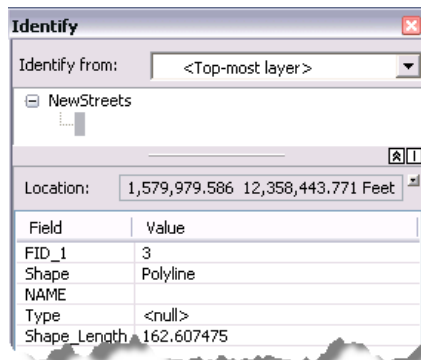 Identify
Identify from: <Top-most layer>
NewStreets
Location: 1,579,979.586 12,358,443.771 Feet
Field Value
FID_1 3
Shape Polyline
NAME
Type <null>
Shape_Length 162.607475